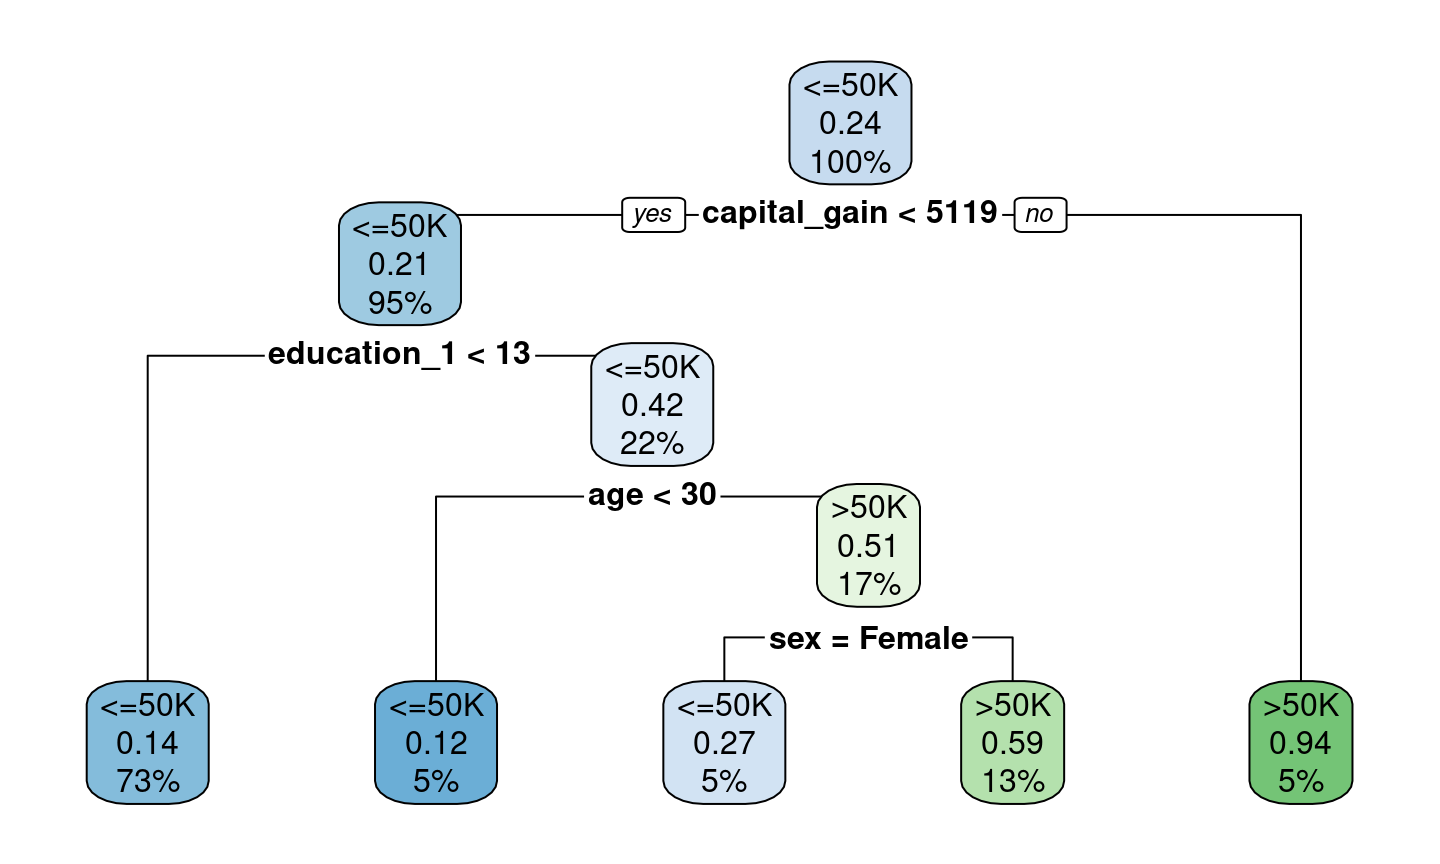 <=50K
0.24
100%
yes
capital_gain < 5119
no
<=50K
0.21
95%
education_1 < 13
<=50K
0.42
22%
age < 30
>50K
0.51
17%
sex = Female
<=50K
0.14
73%
<=50K
0.12
5%
<=50K
0.27
5%
>50K
0.59
13%
>50K
0.94
5%